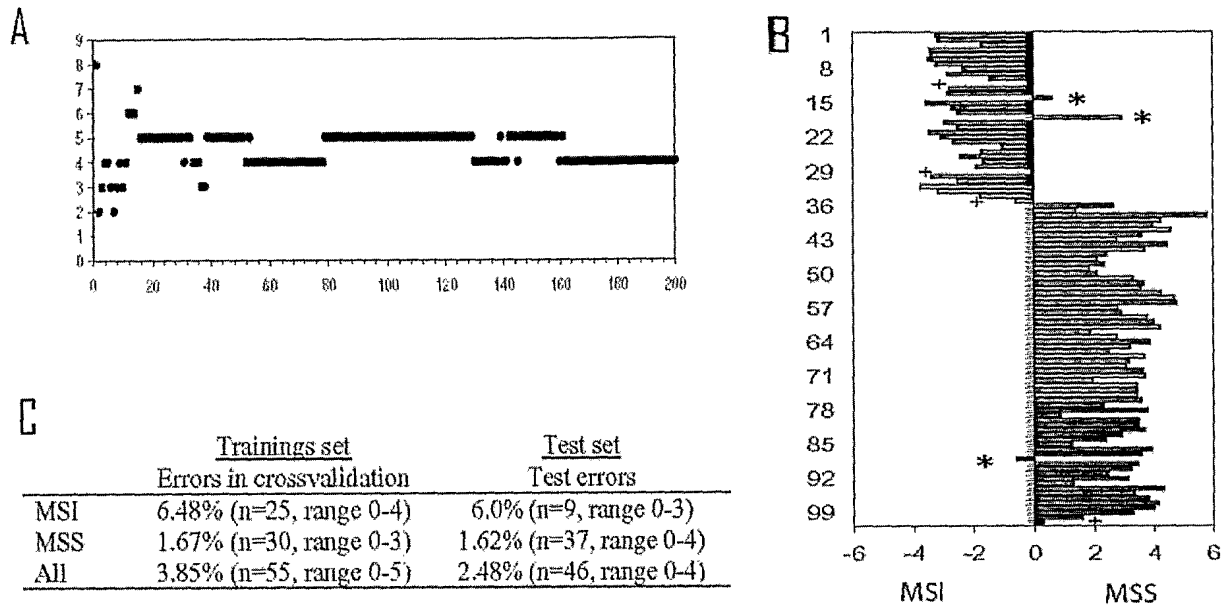 A
9
8
7
6
5
4
3
2
1
0
0 20 40 60 80 100 120 140 160 180 200
B
1
8
15
22
29
36
43
50
57
64
71
78
85
92
99
+
*
*
+
+
*
+
-6 -4 -2 0 2 4 6
MSI MSS
C
Trainings set Test set
Errors in crossvalidation Test errors
MSI 6.48% (n=25, range 0-4) 6.0% (n=9, range 0-3)
MSS 1.67% (n=30, range 0-3) 1.62% (n=37, range 0-4)
All 3.85% (n=55, range 0-5) 2.48% (n=46, range 0-4)